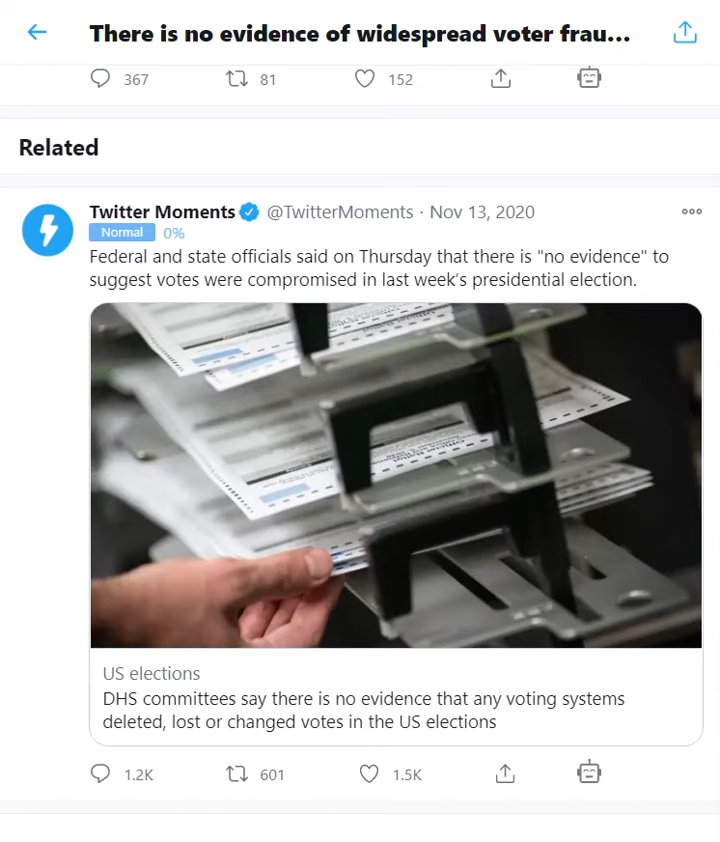 There is no evidence of widespread voter frau...
367
81
152
Related
Twitter Moments @TwitterMoments · Nov 13, 2020
Normal 0%
Federal and state officials said on Thursday that there is "no evidence" to
suggest votes were compromised in last week's presidential election.
US elections
DHS committees say there is no evidence that any voting systems
deleted, lost or changed votes in the US elections
1.2K
601
1.5K